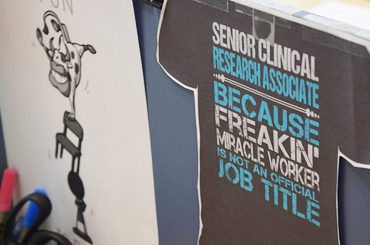 SENIOR CLINICAL
RESEARCH ASSOCIATE
BECAUSE
FREAKIN'
MIRACLE WORKER
IS NOT AN OFFICIAL
JOB TITLE